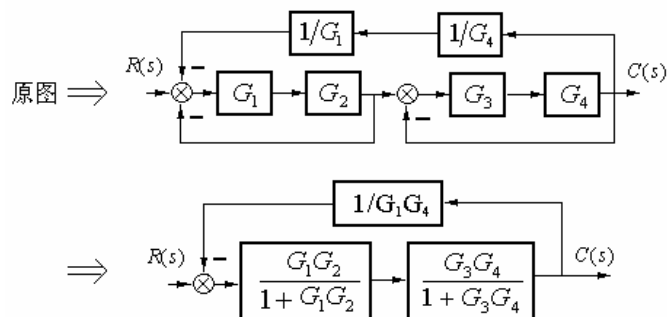 1/G₁ 1/G₄
R(s) − C(s)
原图 ⇒ G₁ G₂ G₃ G₄
− −
1/G₁G₄
R(s) − C(s)
⇒ G₁G₂ / 1 + G₁G₂ G₃G₄ / 1 + G₃G₄